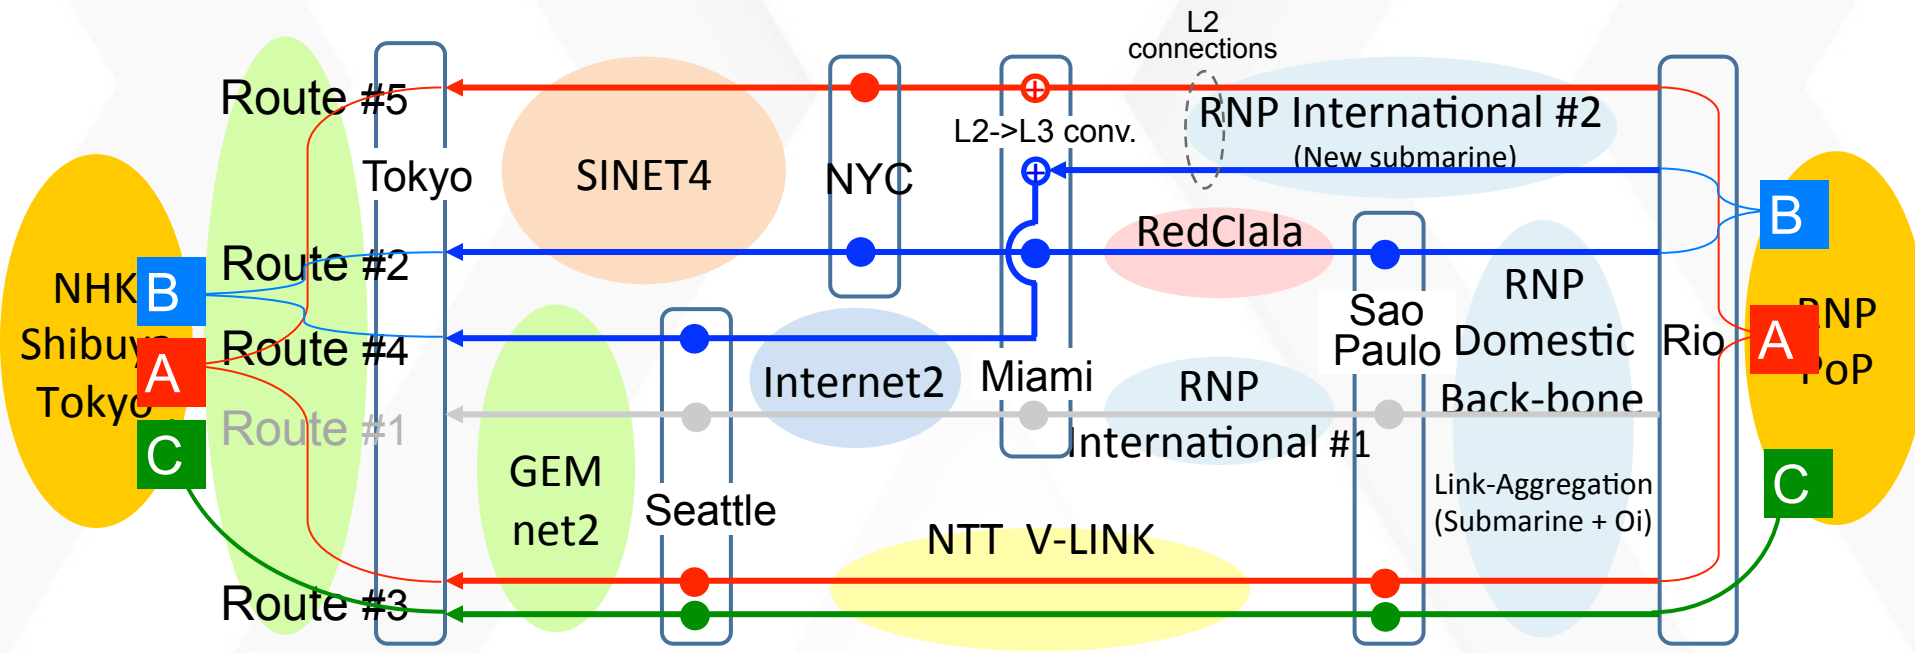 L2
connections
Route #5
RNP International #2
(New submarine)
L2->L3 conv.
Tokyo
SINET4
NYC
B
RedClala
Route #2
NHK
Shibuya
Tokyo
B
A
C
Route #4
Route #1
Internet2
Miami
RNP
International #1
Sao
Paulo
RNP
Domestic
Back-bone
Link-Aggregation
(Submarine + Oi)
Rio
A
RNP
PoP
C
GEM
net2
Seattle
NTT V-LINK
Route #3